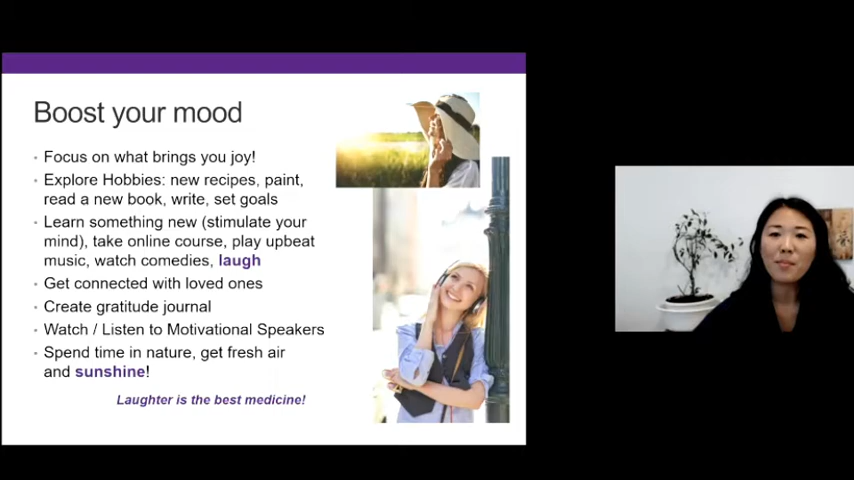 Boost your mood
• Focus on what brings you joy!
• Explore Hobbies: new recipes, paint,
read a new book, write, set goals
• Learn something new (stimulate your
mind), take online course, play upbeat
music, watch comedies, laugh
• Get connected with loved ones
• Create gratitude journal
• Watch / Listen to Motivational Speakers
• Spend time in nature, get fresh air
and sunshine!
Laughter is the best medicine!